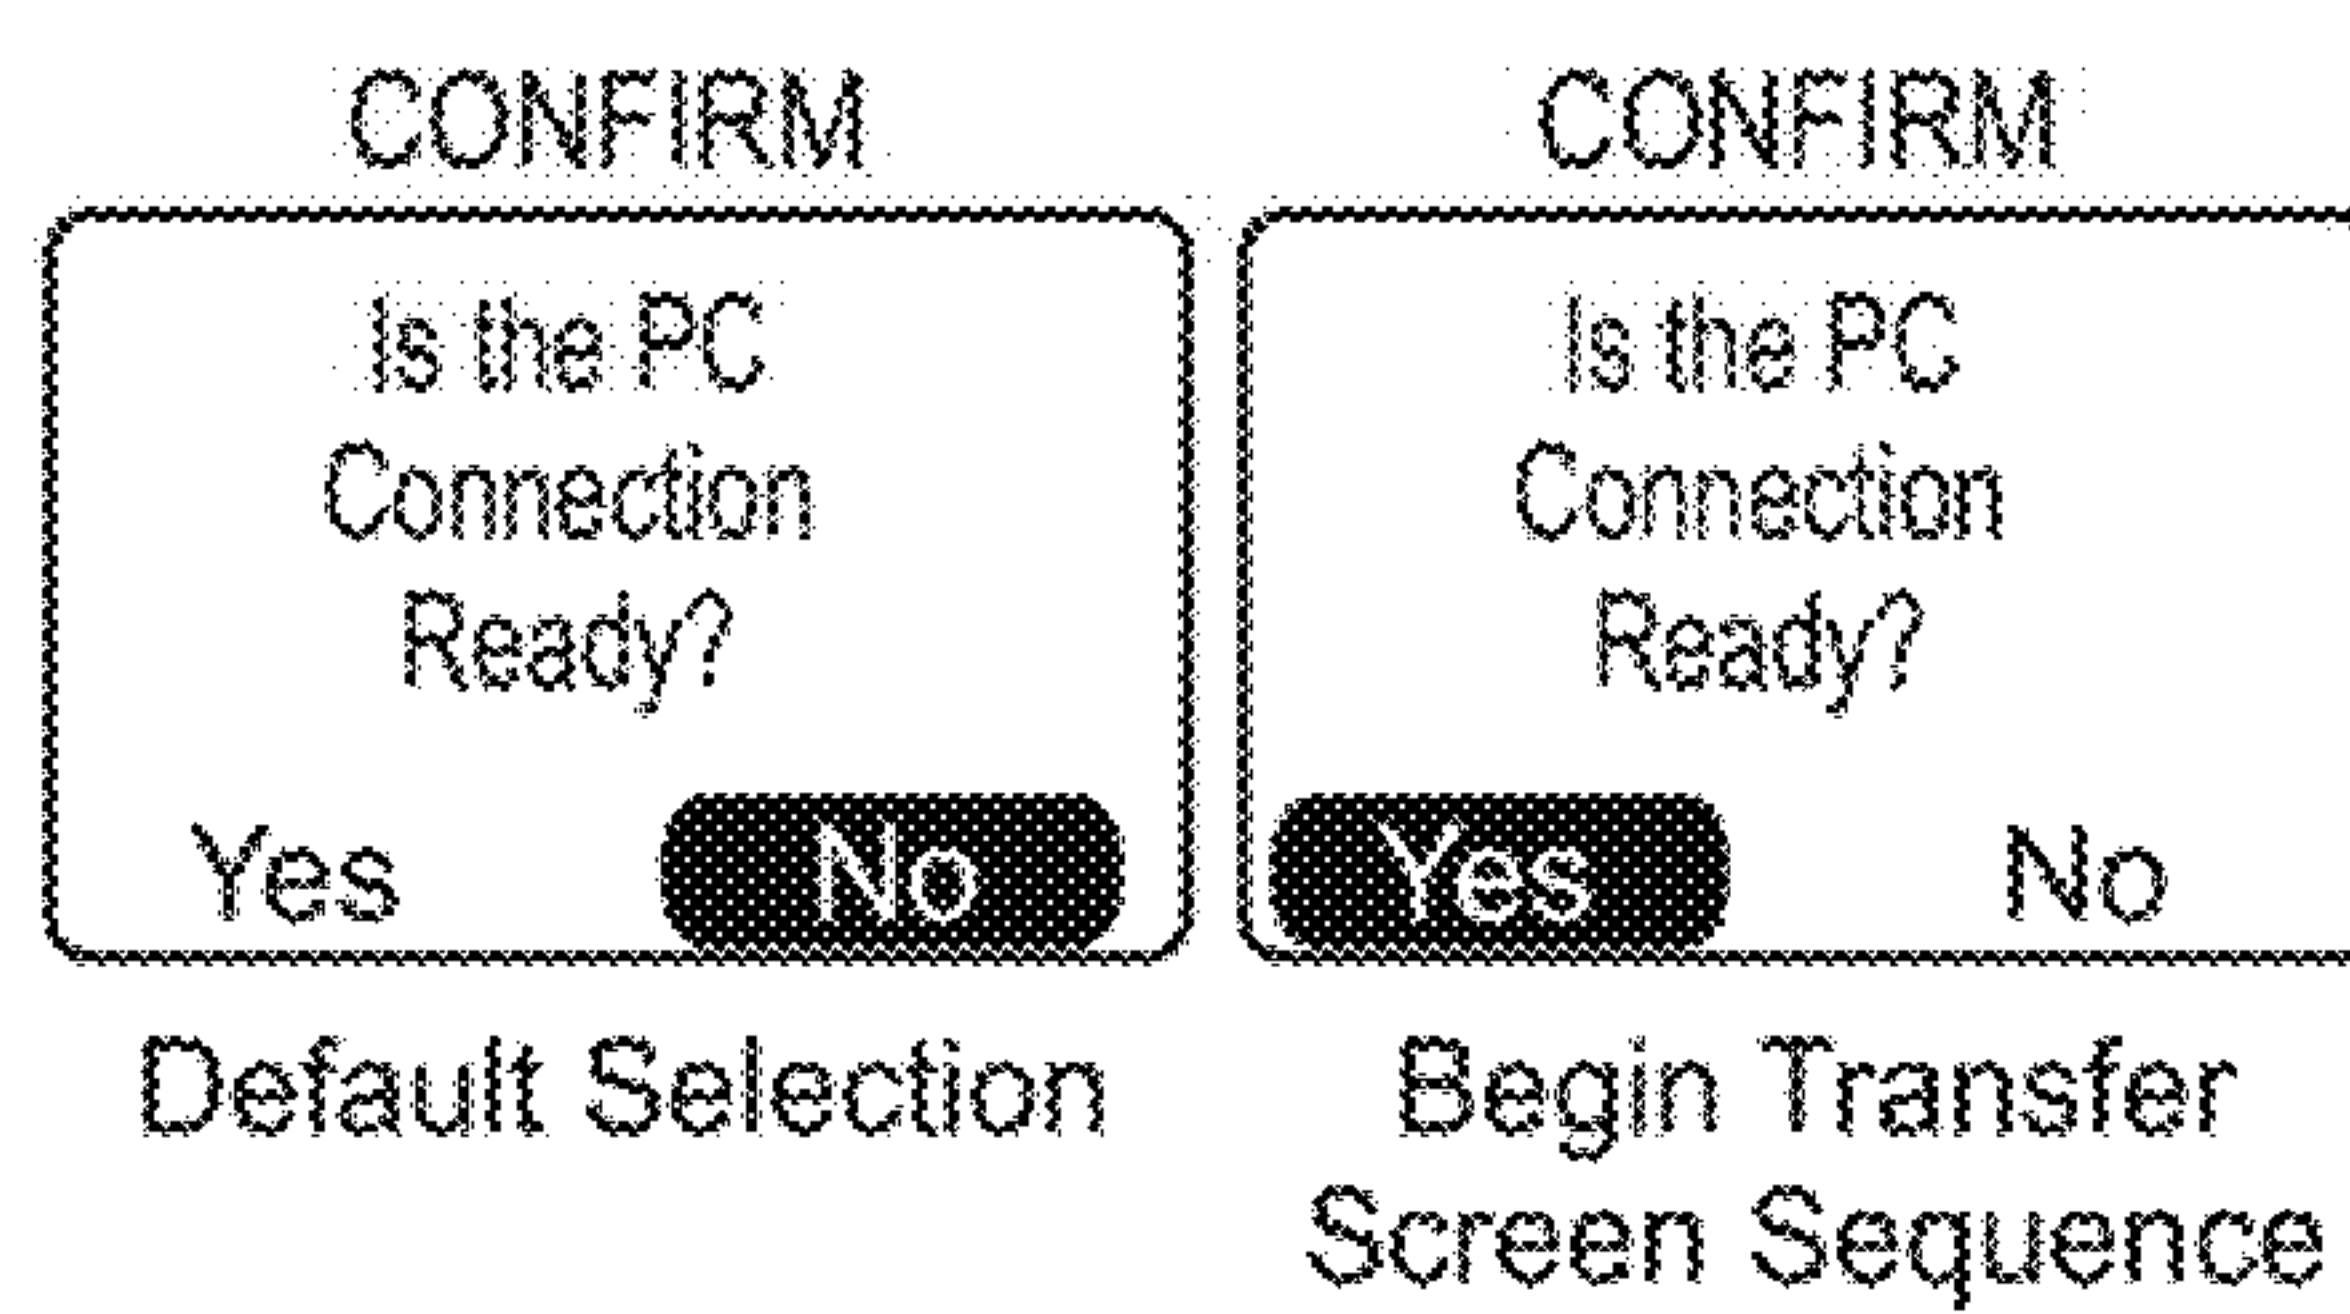 CONFIRM
Is the PC
Connection
Ready?
Yes No
Default Selection
CONFIRM
Is the PC
Connection
Ready?
Yes No
Begin Transfer
Screen Sequence